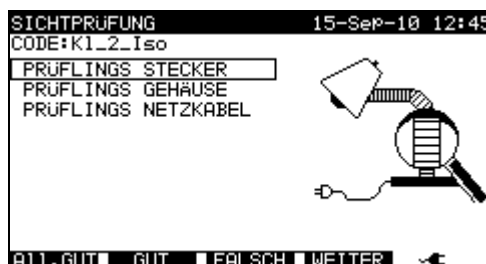 SICHTPRüFUNG 15-Sep-10 12:45
CODE:Kl_2_Iso
PRüFLINGS STECKER
PRüFLINGS GEHÄUSE
PRüFLINGS NETZKABEL
All.GUT GUT FALSCH WEITER